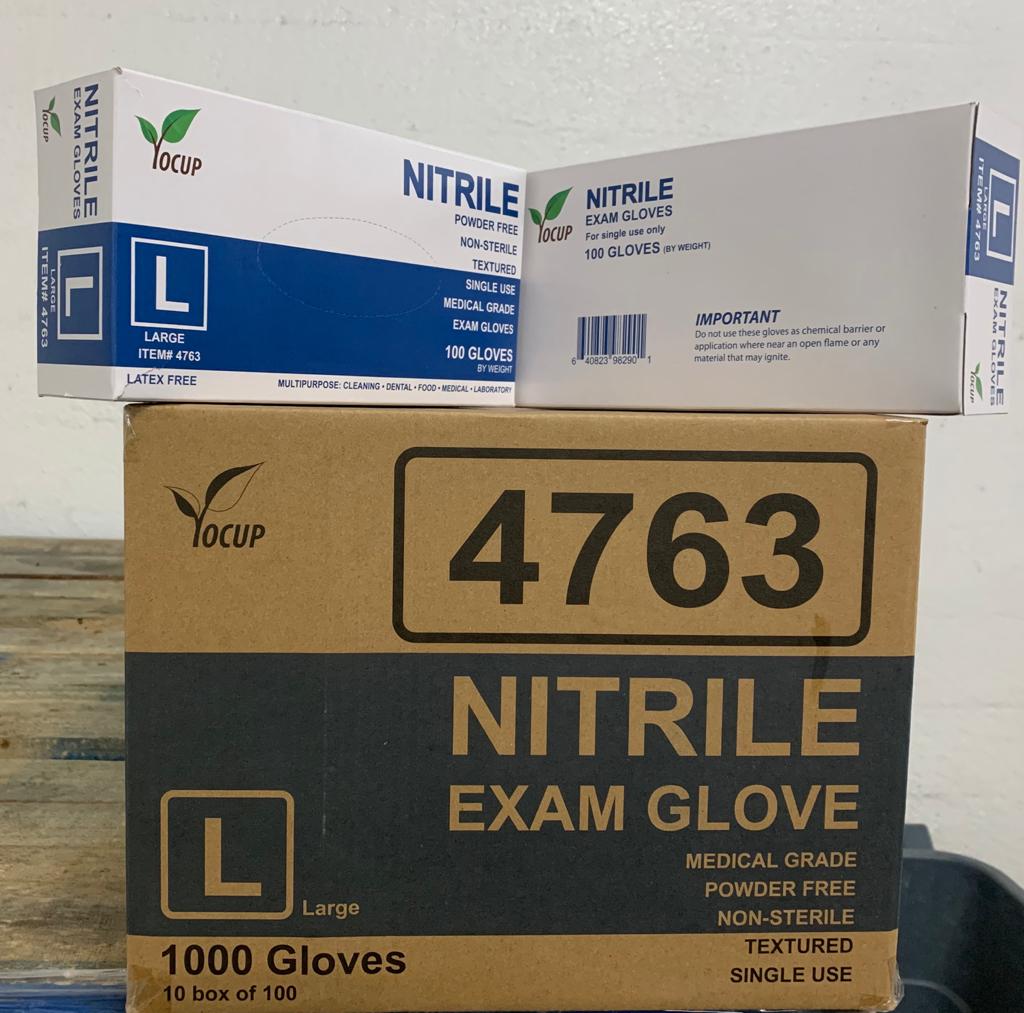 YOCUP
NITRILE
EXAM GLOVES
L
LARGE
ITEM# 4763
YOCUP
NITRILE
POWDER FREE
NON-STERILE
TEXTURED
SINGLE USE
MEDICAL GRADE
EXAM GLOVES
100 GLOVES
BY WEIGHT
L
LARGE
ITEM# 4763
LATEX FREE
MULTIPURPOSE: CLEANING • DENTAL • FOOD • MEDICAL • LABORATORY
YOCUP
NITRILE
EXAM GLOVES
For single use only
100 GLOVES (BY WEIGHT)
6 40823 98290 1
IMPORTANT
Do not use these gloves as chemical barrier or
application where near an open flame or any
material that may ignite.
L
LARGE
ITEM# 4763
NITRILE
EXAM GLOVES
YOCUP
YOCUP
4763
NITRILE
EXAM GLOVE
MEDICAL GRADE
POWDER FREE
NON-STERILE
TEXTURED
SINGLE USE
L
Large
1000 Gloves
10 box of 100